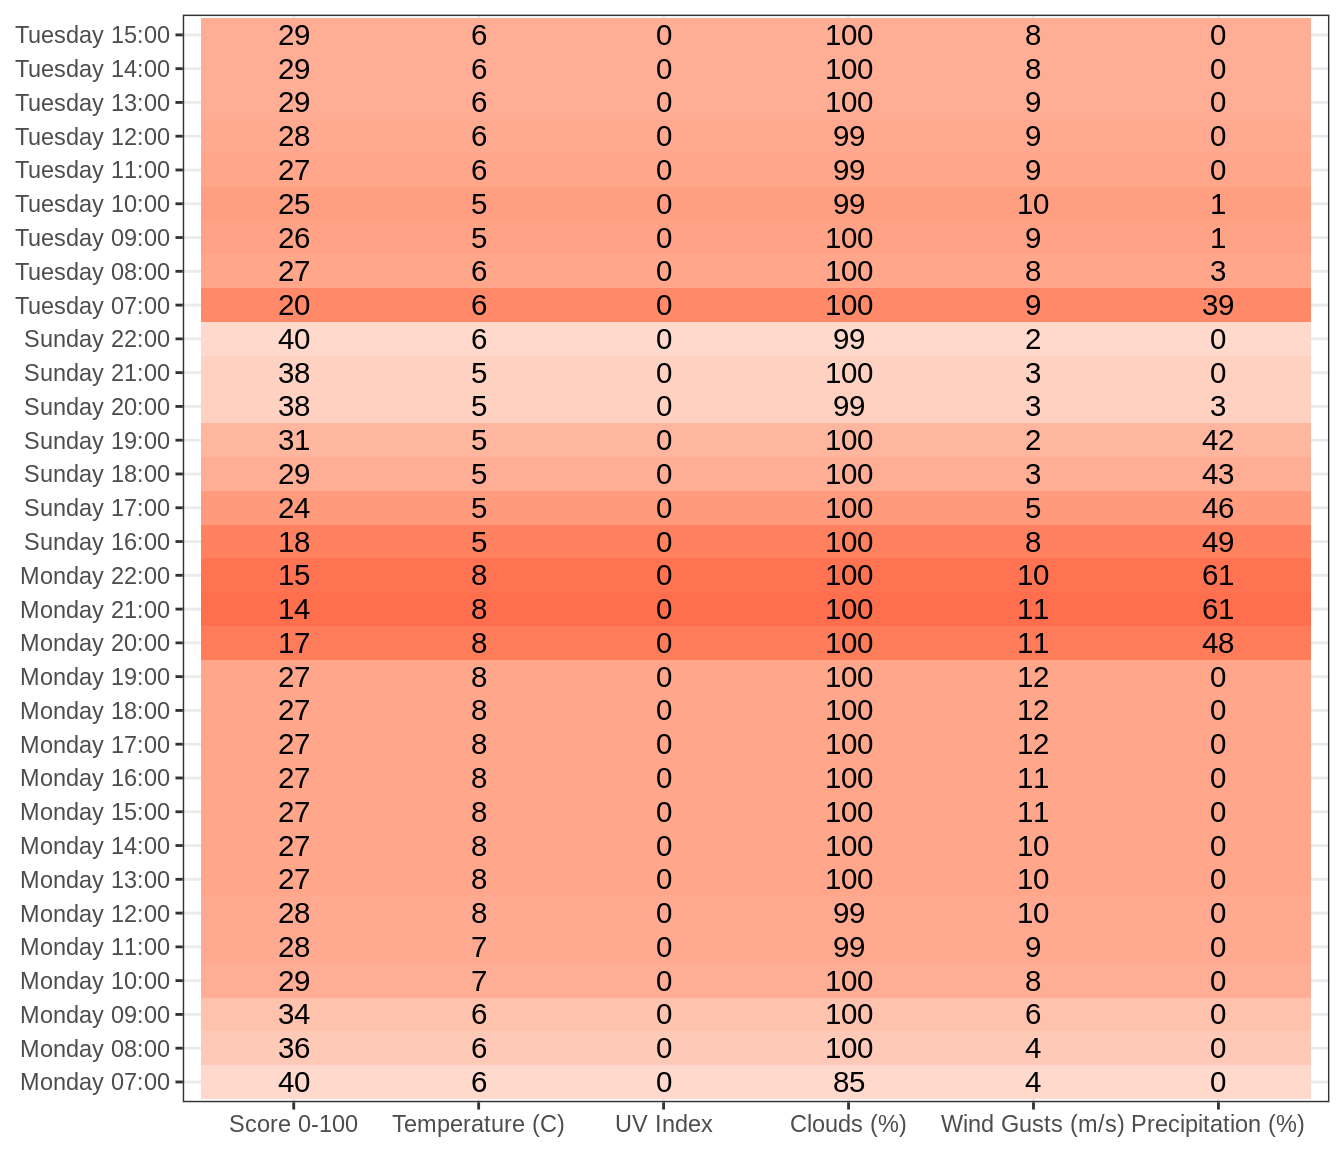 Tuesday 15:00 29 6 0 100 8 0
Tuesday 14:00 29 6 0 100 8 0
Tuesday 13:00 29 6 0 100 9 0
Tuesday 12:00 28 6 0 99 9 0
Tuesday 11:00 27 6 0 99 9 0
Tuesday 10:00 25 5 0 99 10 1
Tuesday 09:00 26 5 0 100 9 1
Tuesday 08:00 27 6 0 100 8 3
Tuesday 07:00 20 6 0 100 9 39
Sunday 22:00 40 6 0 99 2 0
Sunday 21:00 38 5 0 100 3 0
Sunday 20:00 38 5 0 99 3 3
Sunday 19:00 31 5 0 100 2 42
Sunday 18:00 29 5 0 100 3 43
Sunday 17:00 24 5 0 100 5 46
Sunday 16:00 18 5 0 100 8 49
Monday 22:00 15 8 0 100 10 61
Monday 21:00 14 8 0 100 11 61
Monday 20:00 17 8 0 100 11 48
Monday 19:00 27 8 0 100 12 0
Monday 18:00 27 8 0 100 12 0
Monday 17:00 27 8 0 100 12 0
Monday 16:00 27 8 0 100 11 0
Monday 15:00 27 8 0 100 11 0
Monday 14:00 27 8 0 100 10 0
Monday 13:00 27 8 0 100 10 0
Monday 12:00 28 8 0 99 10 0
Monday 11:00 28 7 0 99 9 0
Monday 10:00 29 7 0 100 8 0
Monday 09:00 34 6 0 100 6 0
Monday 08:00 36 6 0 100 4 0
Monday 07:00 40 6 0 85 4 0
Score 0-100 Temperature (C) UV Index Clouds (%) Wind Gusts (m/s) Precipitation (%)